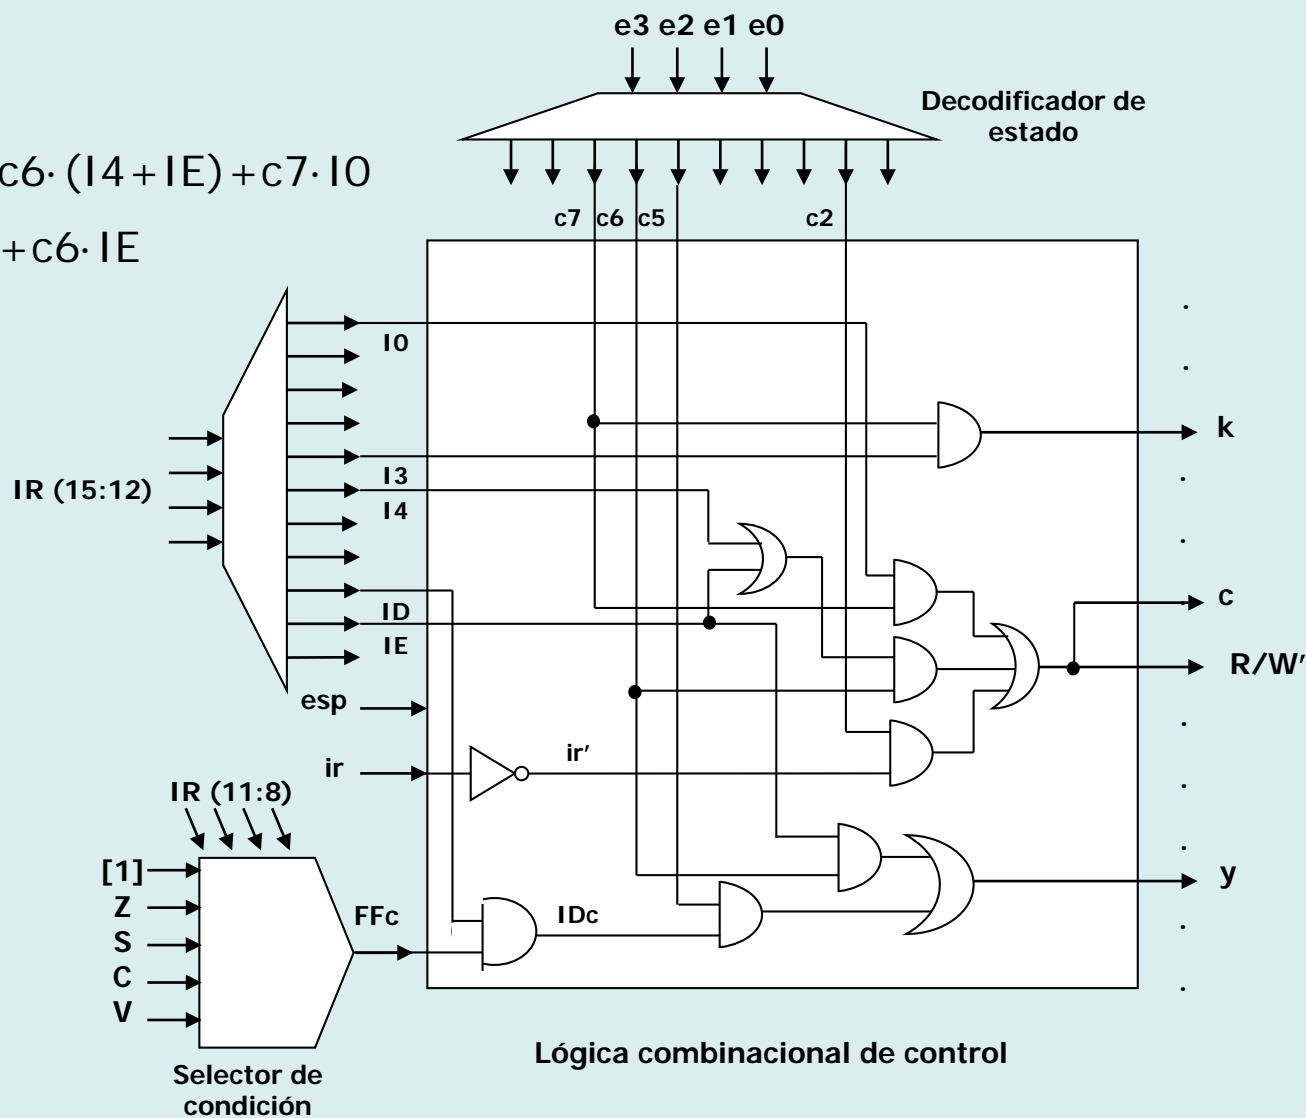 e3 e2 e1 e0
Decodificador de
estado
c6·(I4+IE)+c7·I0
+c6·IE
c7 c6 c5 c2
I0
I3
I4
IR (15:12)
ID
IE
esp
ir
ir'
IR (11:8)
[1]
Z
S
C
V
FFc
IDc
k
c
R/W'
y
Selector de
condición
Lógica combinacional de control